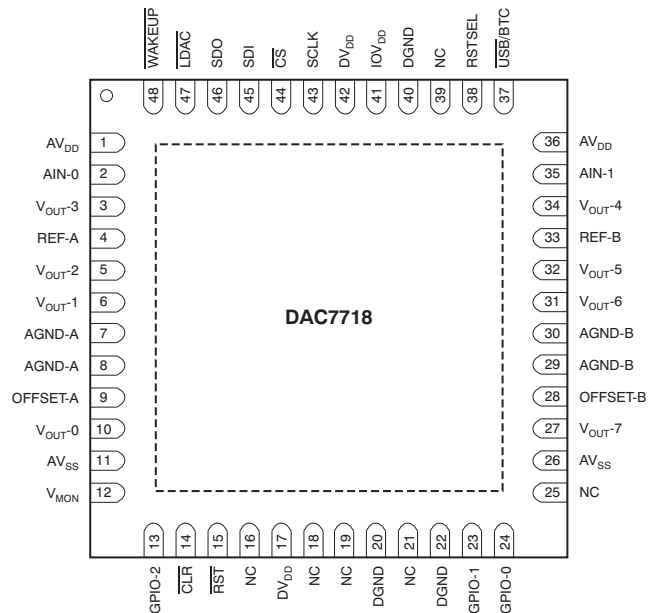 WAKEUP
LDAC
SDO
SDI
CS
SCLK
DVDD
IOVDD
DGND
NC
RSTSEL
USB/BTC
48
47
46
45
44
43
42
41
40
39
38
37
AVDD 1
AIN-0 2
VOUT-3 3
REF-A 4
VOUT-2 5
VOUT-1 6
AGND-A 7
AGND-A 8
OFFSET-A 9
VOUT-0 10
AVSS 11
VMON 12
DAC7718
36 AVDD
35 AIN-1
34 VOUT-4
33 REF-B
32 VOUT-5
31 VOUT-6
30 AGND-B
29 AGND-B
28 OFFSET-B
27 VOUT-7
26 AVSS
25 NC
13
14
15
16
17
18
19
20
21
22
23
24
GPIO-2
CLR
RST
NC
DVDD
NC
NC
DGND
NC
DGND
GPIO-1
GPIO-0